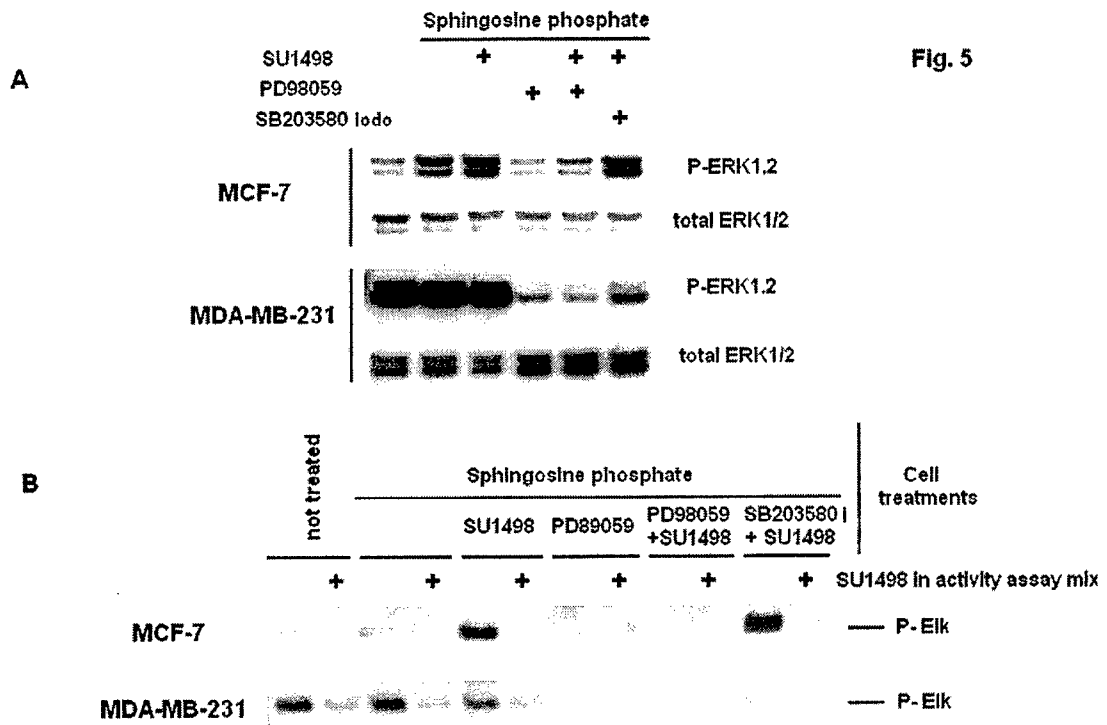 Sphingosine phosphate
Fig. 5
A
SU1498 + + +
PD98059 + +
SB203580 iodo +
MCF-7
P-ERK1.2
total ERK1/2
MDA-MB-231
P-ERK1.2
total ERK1/2
B
not treated
Sphingosine phosphate
Cell treatments
SU1498
PD89059
PD98059 +SU1498
SB203580 i + SU1498
+ + + + + + SU1498 in activity assay mix
MCF-7
P-Elk
MDA-MB-231
P-Elk